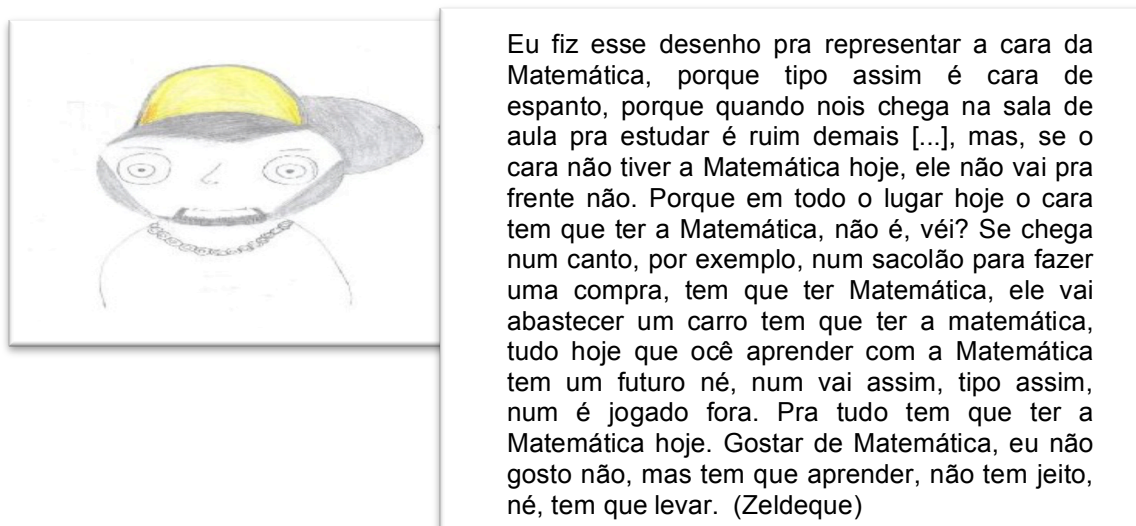 Eu fiz esse desenho pra representar a cara da
Matemática, porque tipo assim é cara de
espanto, porque quando nois chega na sala de
aula pra estudar é ruim demais [...], mas, se o
cara não tiver a Matemática hoje, ele não vai pra
frente não. Porque em todo o lugar hoje o cara
tem que ter a Matemática, não é, véi? Se chega
num canto, por exemplo, num sacolão para fazer
uma compra, tem que ter Matemática, ele vai
abastecer um carro tem que ter a matemática,
tudo hoje que ocê aprender com a Matemática
tem um futuro né, num vai assim, tipo assim,
num é jogado fora. Pra tudo tem que ter a
Matemática hoje. Gostar de Matemática, eu não
gosto não, mas tem que aprender, não tem jeito,
né, tem que levar. (Zeldeque)